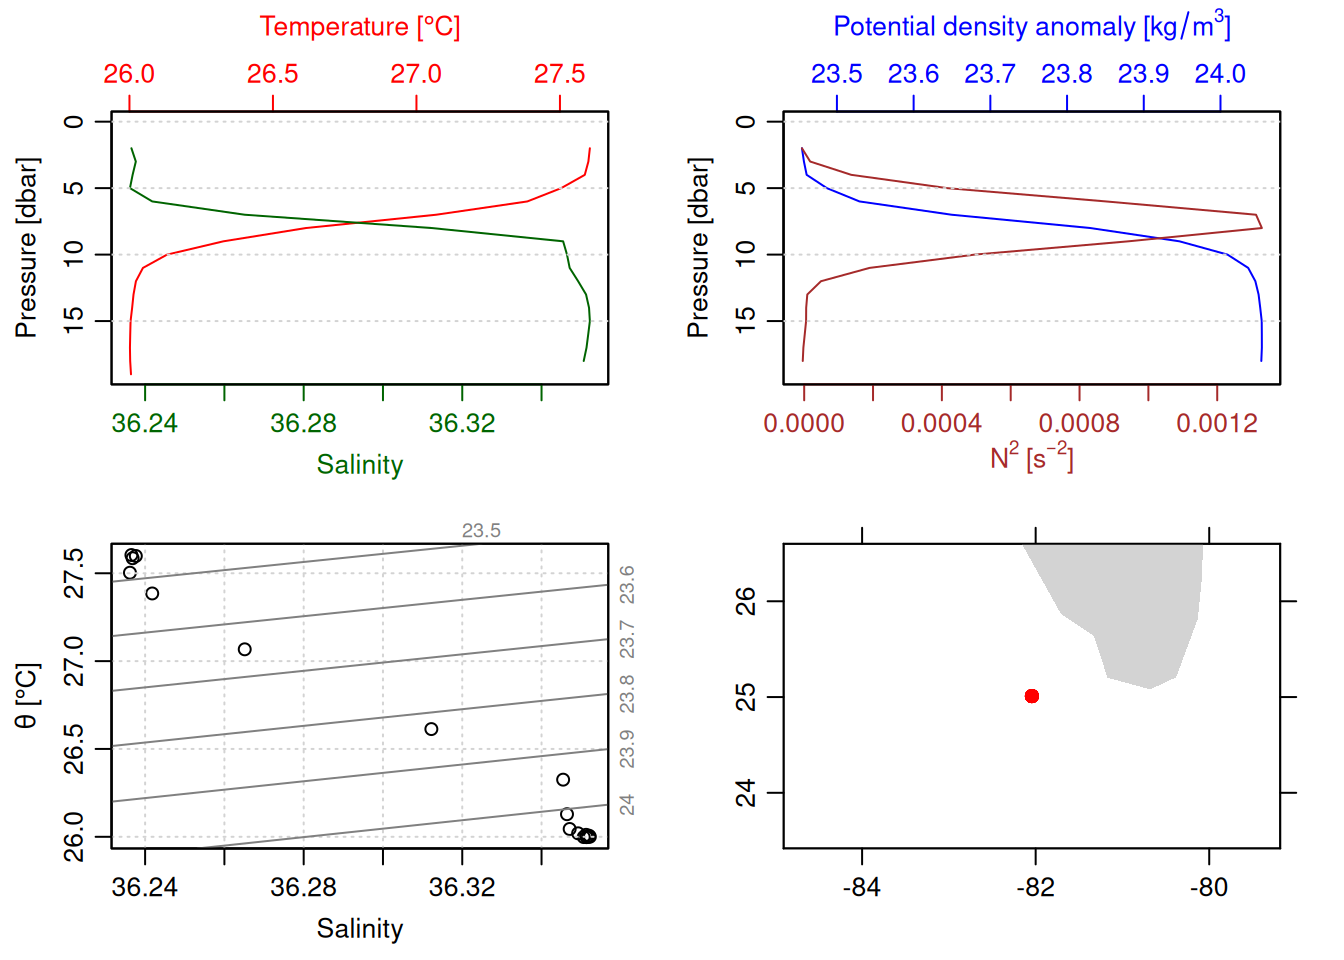 Temperature [°C]
26.0 26.5 27.0 27.5
Pressure [dbar]
0 5 10 15
36.24 36.28 36.32
Salinity
Potential density anomaly [kg/m³]
23.5 23.6 23.7 23.8 23.9 24.0
Pressure [dbar]
0 5 10 15
0.0000 0.0004 0.0008 0.0012
N² [s⁻²]
23.5
θ [°C]
27.5 27.0 26.5 26.0
23.6 23.7 23.8 23.9 24
36.24 36.28 36.32
Salinity
26 25 24
-84 -82 -80